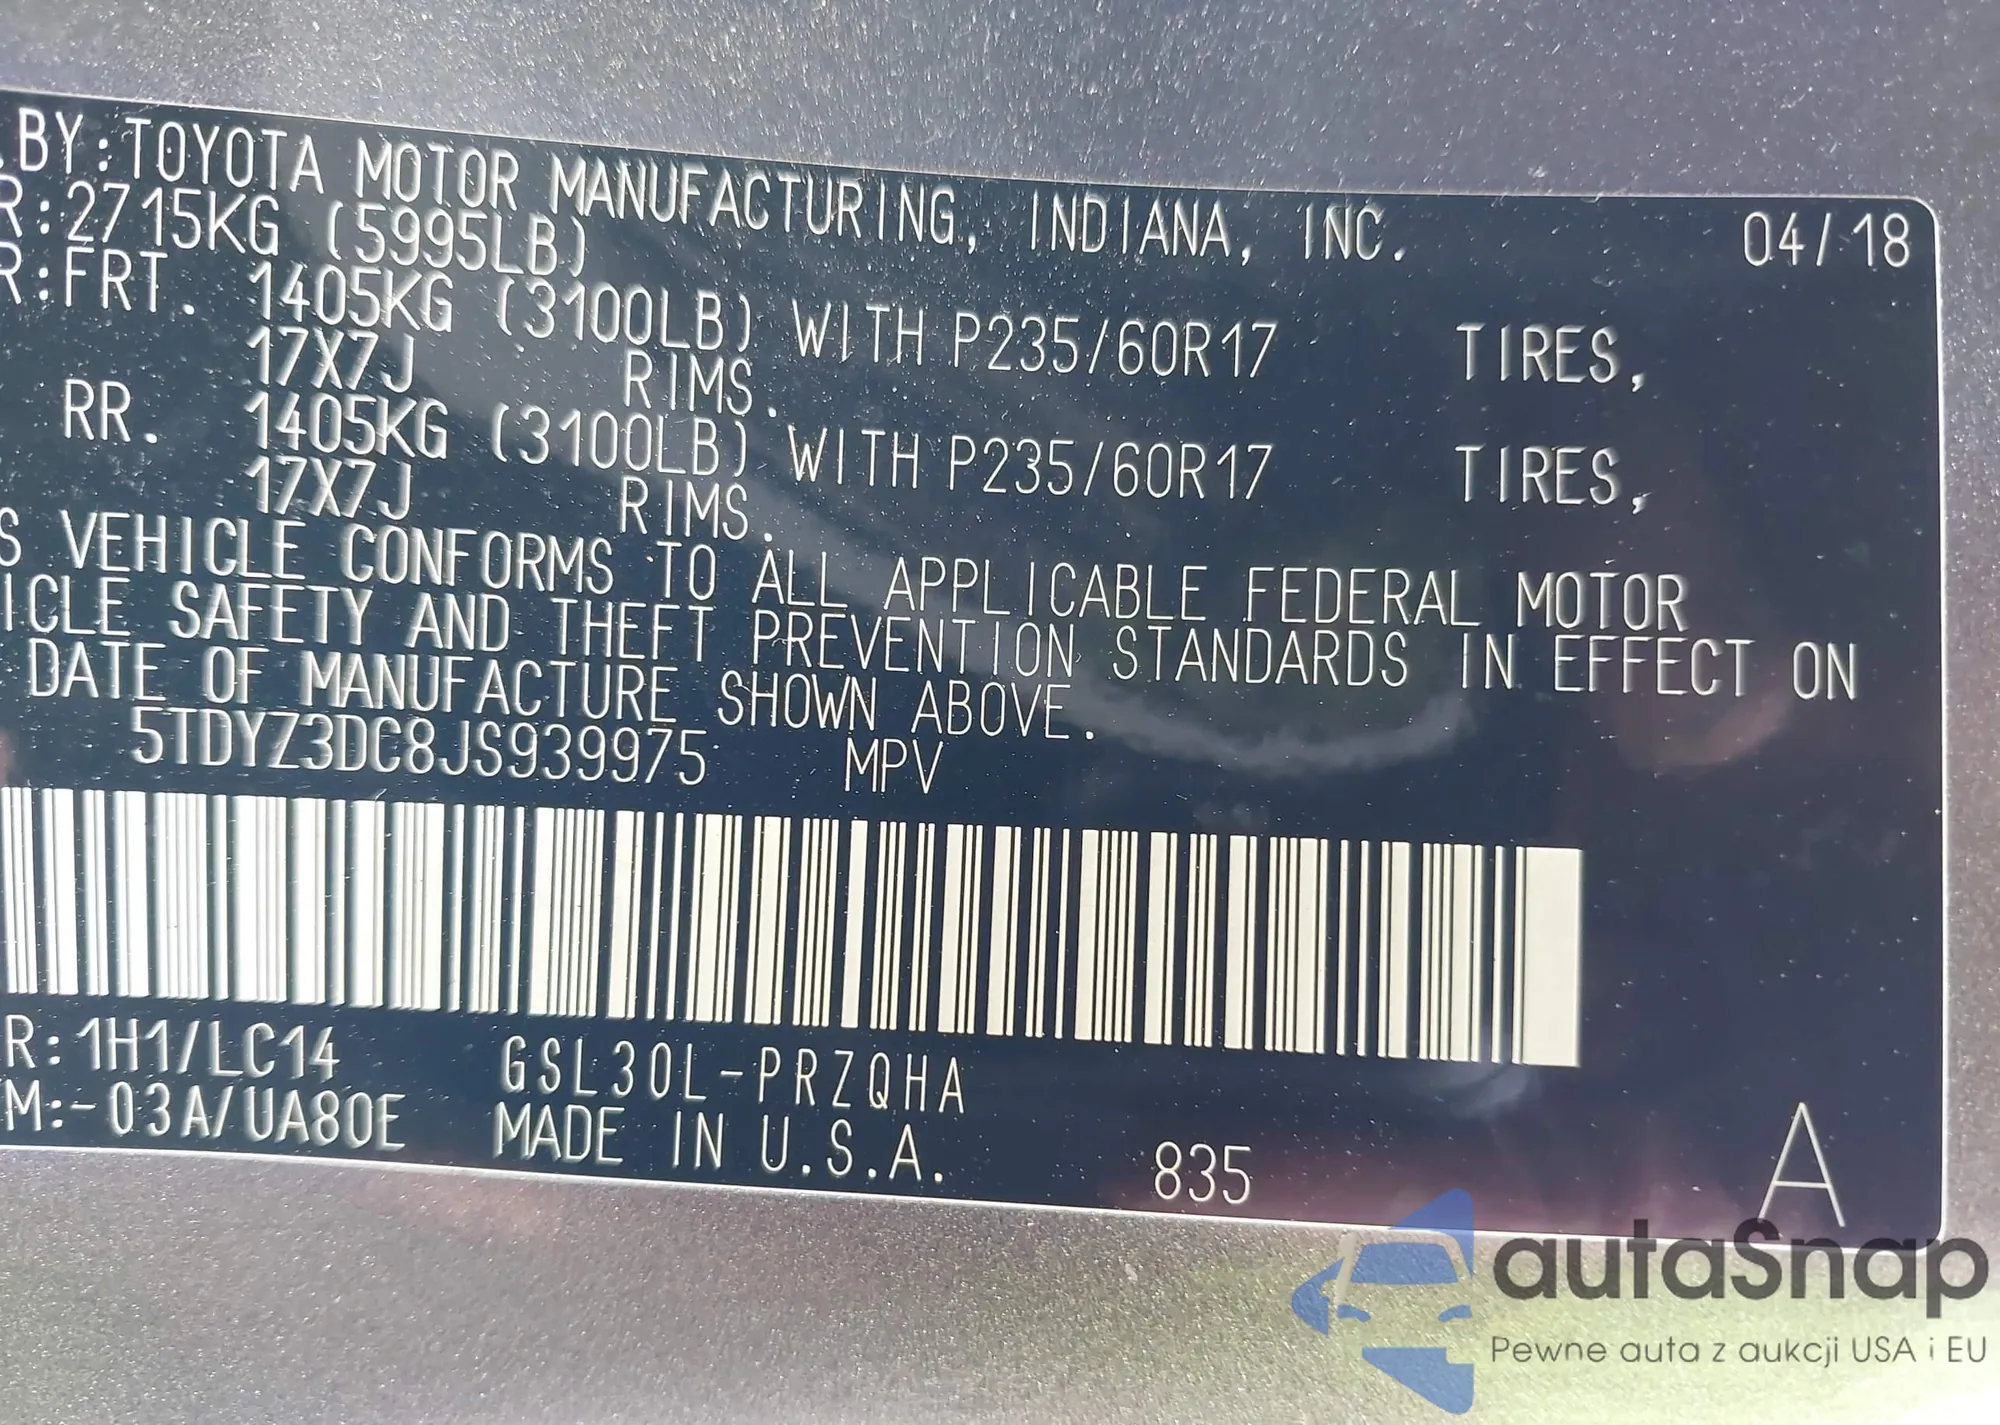 .BY:TOYOTA MOTOR MANUFACTURING, INDIANA, INC. 04/18
R:2715KG (5995LB)
R:FRT. 1405KG (3100LB) WITH P235/60R17 TIRES,
17X7J RIMS.
RR. 1405KG (3100LB) WITH P235/60R17 TIRES,
17X7J RIMS.
S VEHICLE CONFORMS TO ALL APPLICABLE FEDERAL MOTOR
ICLE SAFETY AND THEFT PREVENTION STANDARDS IN EFFECT ON
DATE OF MANUFACTURE SHOWN ABOVE.
5TDYZ3DC8JS939975 MPV
R:1H1/LC14 GSL30L-PRZQHA
M:-03A/UA80E MADE IN U.S.A. 835 A
autaSnap
Pewne auta z aukcji USA i EU